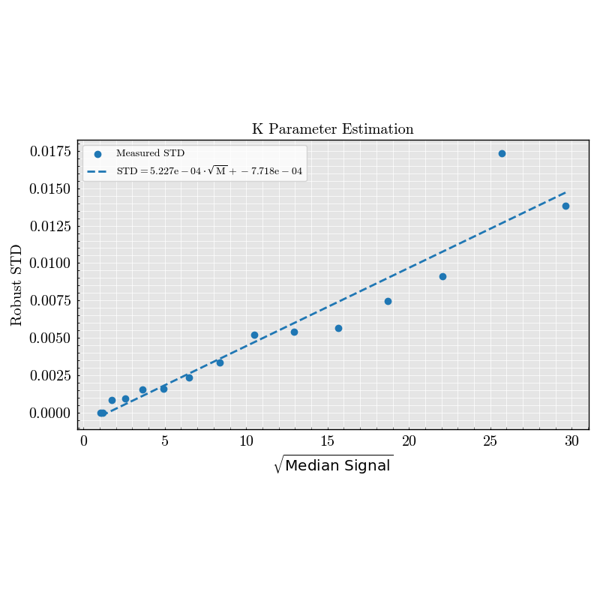 K Parameter Estimation
Measured STD
STD = 5.227e − 04 · √M + − 7.718e − 04
Robust STD
0.0175
0.0150
0.0125
0.0100
0.0075
0.0050
0.0025
0.0000
0 5 10 15 20 25 30
√Median Signal